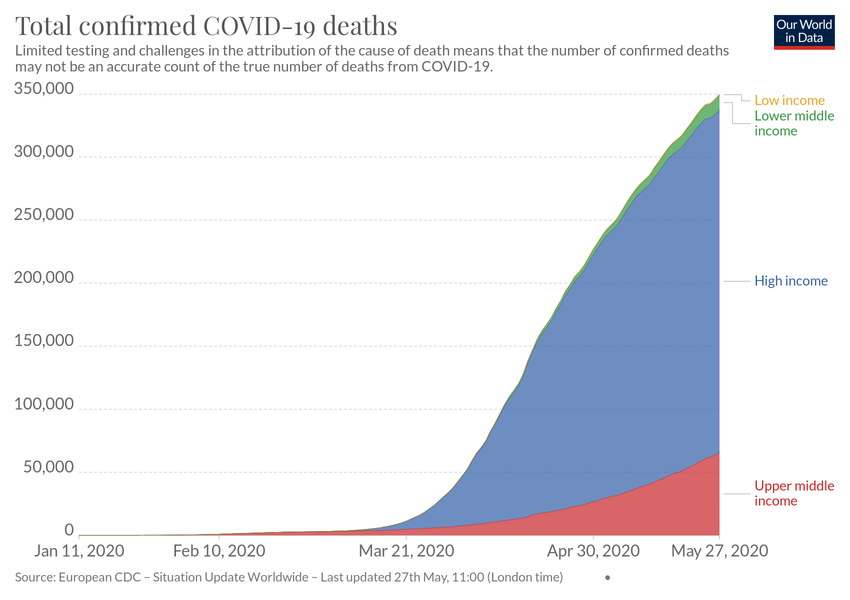 Total confirmed COVID-19 deaths
Our World
in Data
Limited testing and challenges in the attribution of the cause of death means that the number of confirmed deaths
may not be an accurate count of the true number of deaths from COVID-19.
350,000
300,000
250,000
200,000
150,000
100,000
50,000
0
Low income
Lower middle
income
High income
Upper middle
income
Jan 11, 2020
Feb 10, 2020
Mar 21, 2020
Apr 30, 2020
May 27, 2020
Source: European CDC – Situation Update Worldwide – Last updated 27th May, 11:00 (London time)